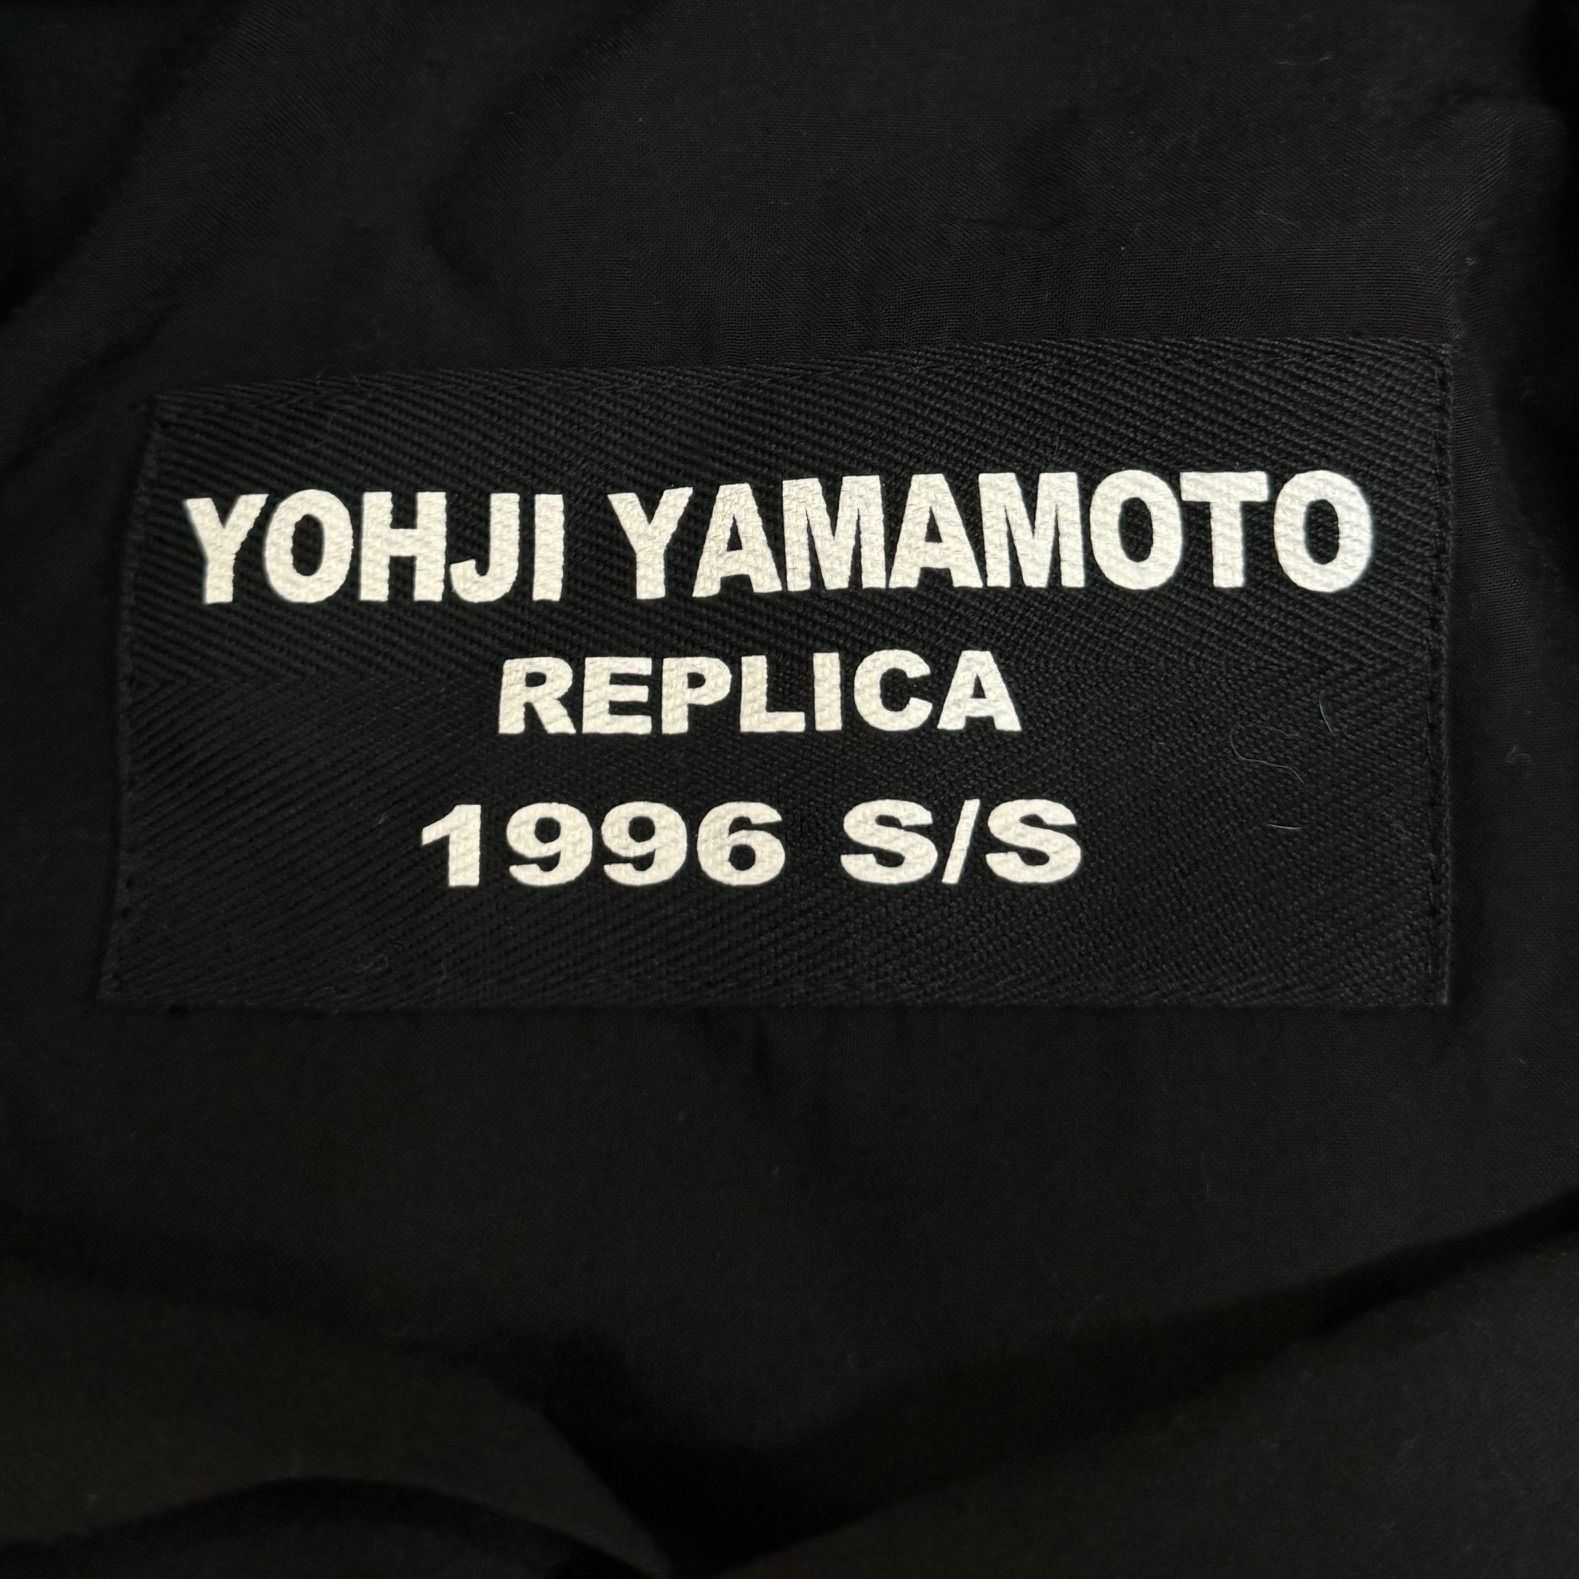 YOHJI YAMAMOTO
REPLICA
1996 S/S